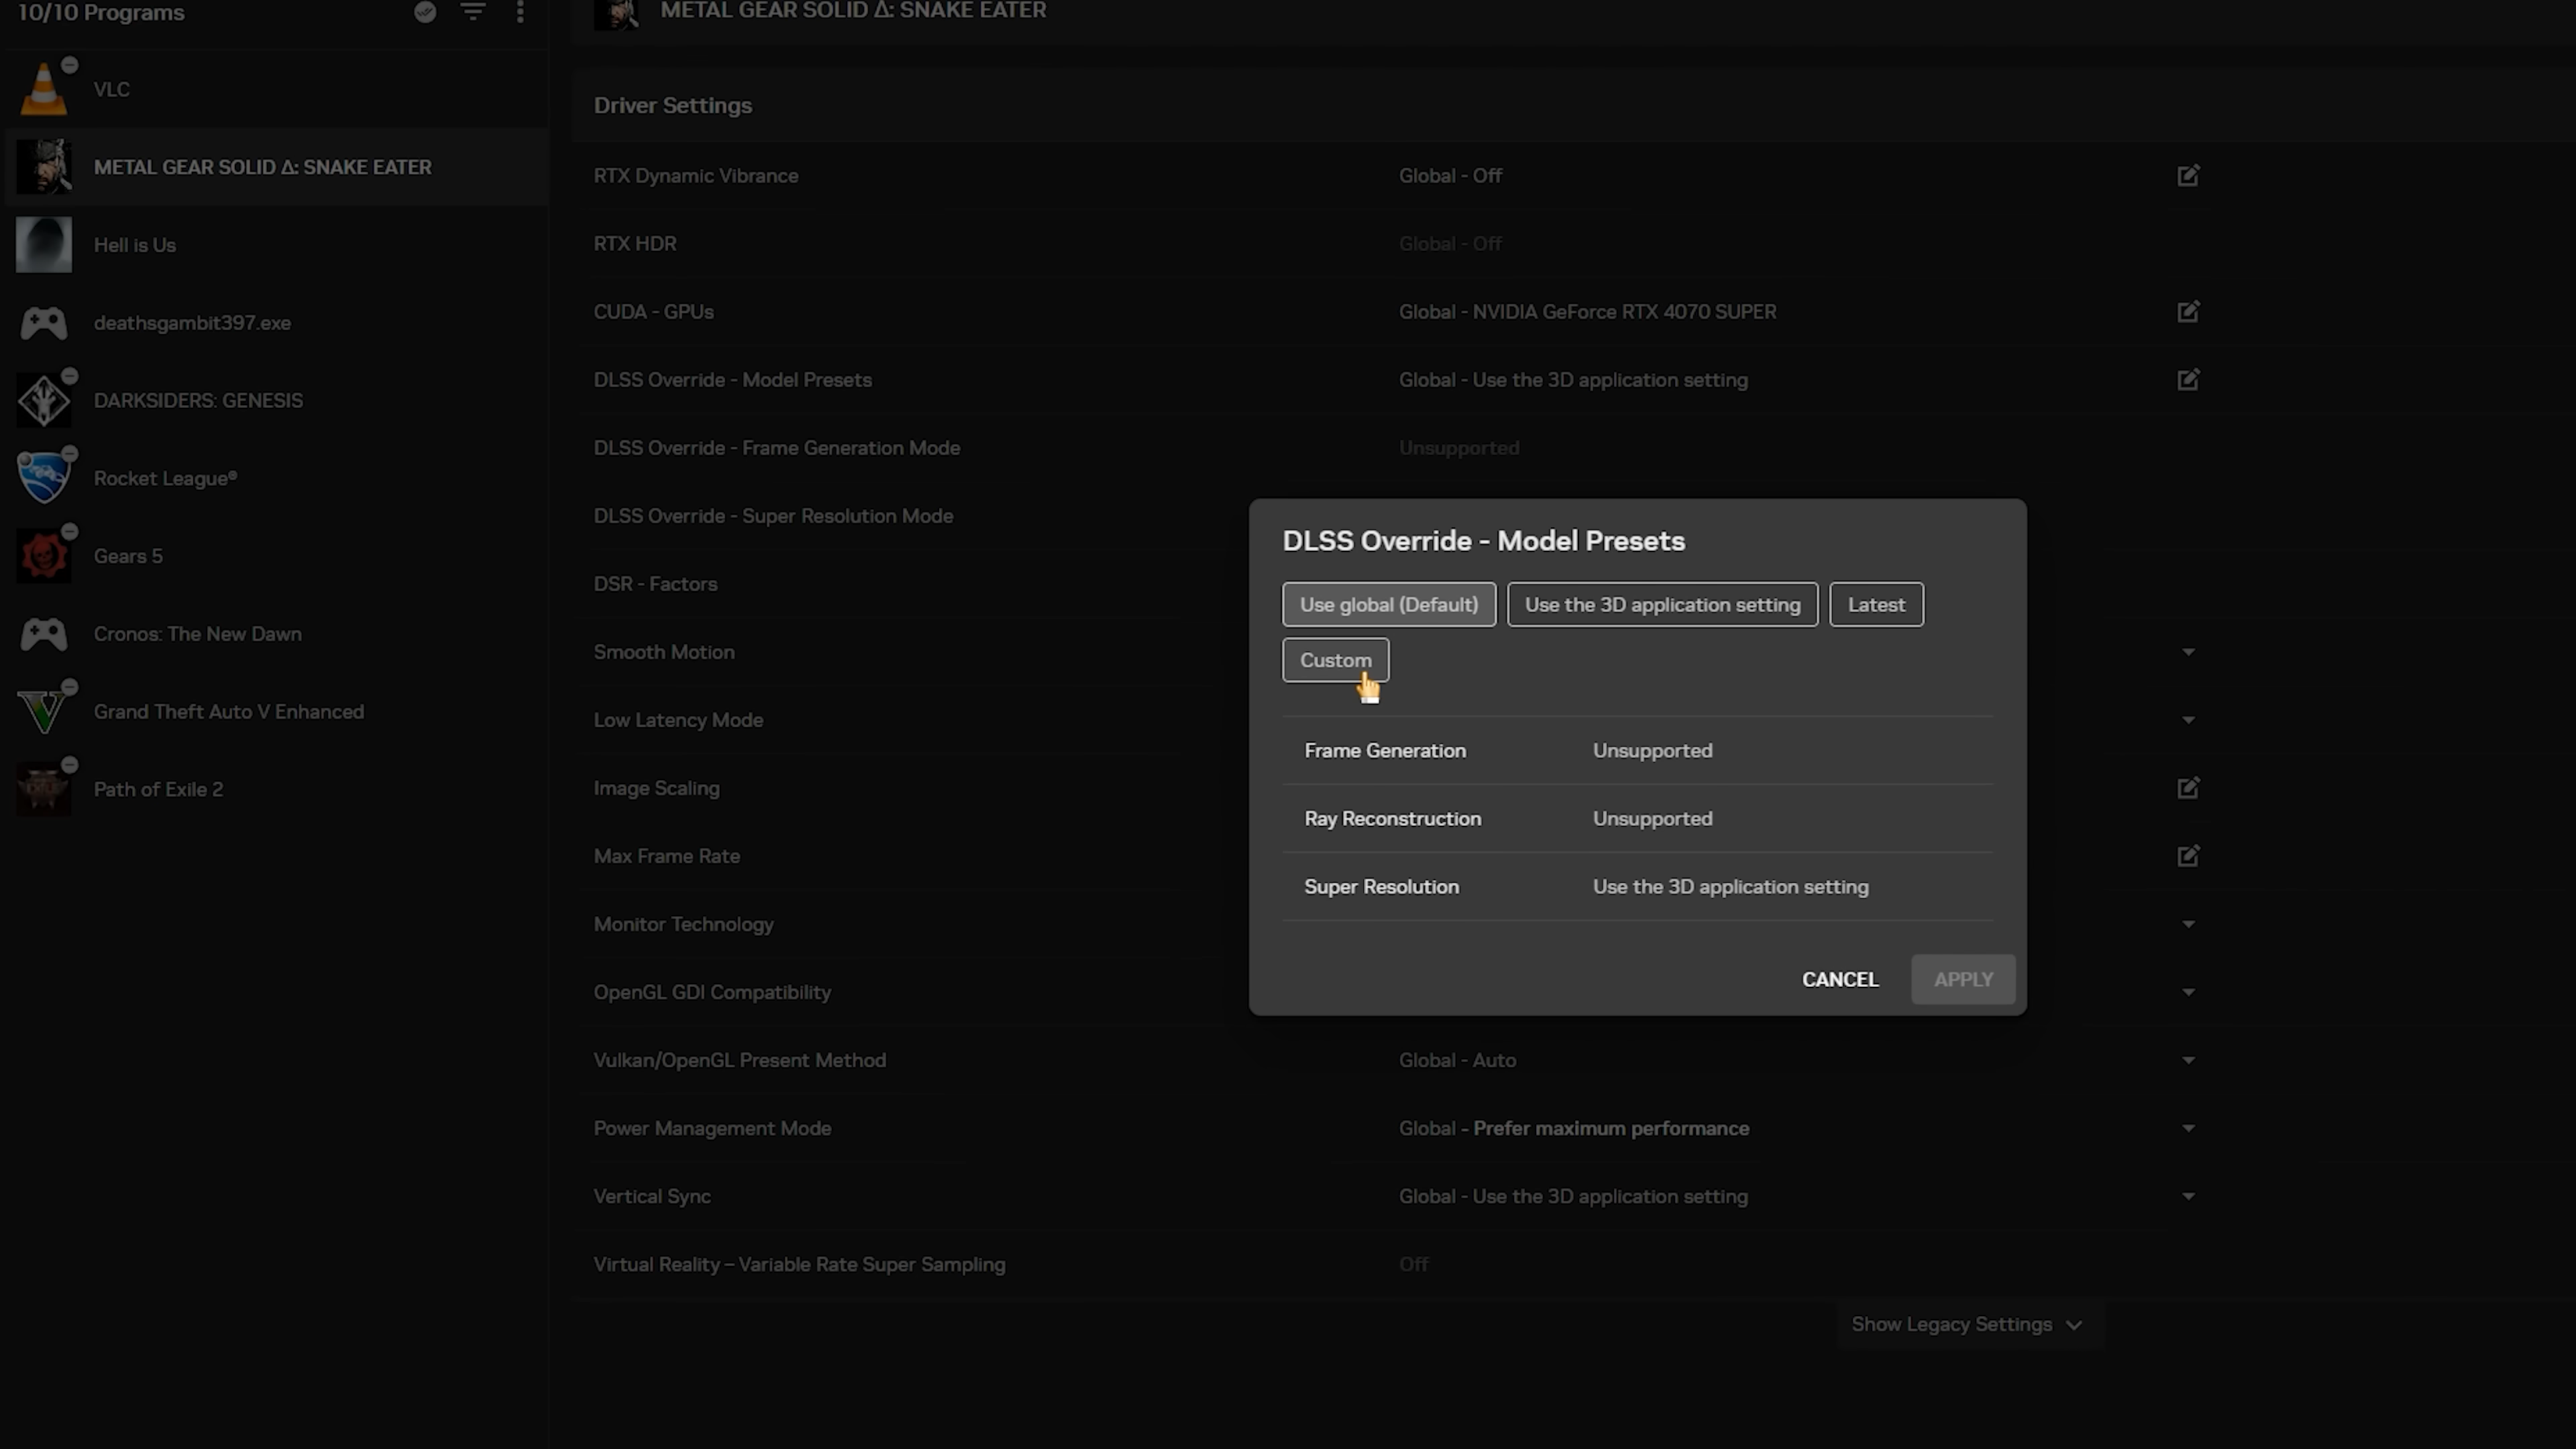 10/10 Programs
VLC
METAL GEAR SOLID Δ: SNAKE EATER
Hell is Us
deathsgambit397.exe
DARKSIDERS: GENESIS
Rocket League®
Gears 5
Cronos: The New Dawn
Grand Theft Auto V Enhanced
Path of Exile 2
METAL GEAR SOLID Δ: SNAKE EATER
Driver Settings
RTX Dynamic Vibrance Global - Off
RTX HDR Global - Off
CUDA - GPUs Global - NVIDIA GeForce RTX 4070 SUPER
DLSS Override - Model Presets Global - Use the 3D application setting
DLSS Override - Frame Generation Mode Unsupported
DLSS Override - Super Resolution Mode
DSR - Factors
Smooth Motion
Low Latency Mode
Image Scaling
Max Frame Rate
Monitor Technology
OpenGL GDI Compatibility
Vulkan/OpenGL Present Method Global - Auto
Power Management Mode Global - Prefer maximum performance
Vertical Sync Global - Use the 3D application setting
Virtual Reality – Variable Rate Super Sampling Off
Show Legacy Settings
DLSS Override - Model Presets
Use global (Default) Use the 3D application setting Latest
Custom
Frame Generation Unsupported
Ray Reconstruction Unsupported
Super Resolution Use the 3D application setting
CANCEL APPLY